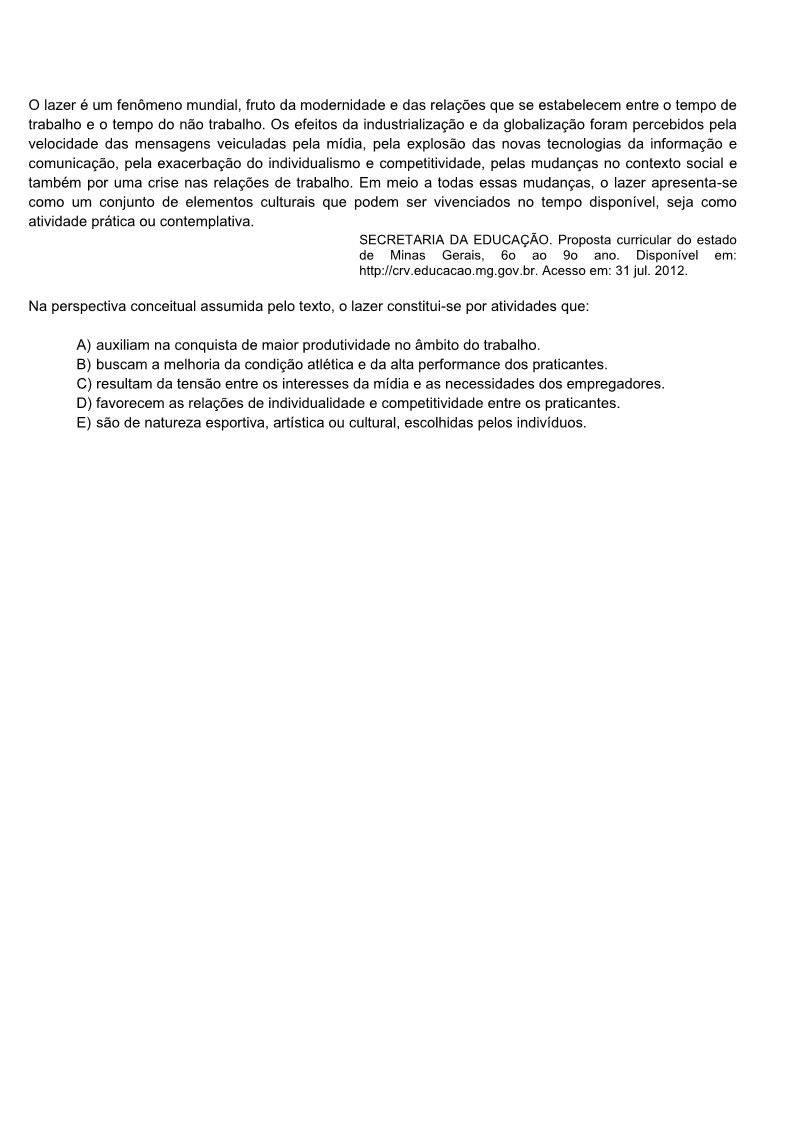 O lazer é um fenômeno mundial, fruto da modernidade e das relações que se estabelecem entre o tempo de
trabalho e o tempo do não trabalho. Os efeitos da industrialização e da globalização foram percebidos pela
velocidade das mensagens veiculadas pela mídia, pela explosão das novas tecnologias da informação e
comunicação, pela exacerbação do individualismo e competitividade, pelas mudanças no contexto social e
também por uma crise nas relações de trabalho. Em meio a todas essas mudanças, o lazer apresenta-se
como um conjunto de elementos culturais que podem ser vivenciados no tempo disponível, seja como
atividade prática ou contemplativa.
SECRETARIA DA EDUCAÇÃO. Proposta curricular do estado
de Minas Gerais, 6o ao 9o ano. Disponível em:
http://crv.educacao.mg.gov.br. Acesso em: 31 jul. 2012.
Na perspectiva conceitual assumida pelo texto, o lazer constitui-se por atividades que:
A) auxiliam na conquista de maior produtividade no âmbito do trabalho.
B) buscam a melhoria da condição atlética e da alta performance dos praticantes.
C) resultam da tensão entre os interesses da mídia e as necessidades dos empregadores.
D) favorecem as relações de individualidade e competitividade entre os praticantes.
E) são de natureza esportiva, artística ou cultural, escolhidas pelos indivíduos.